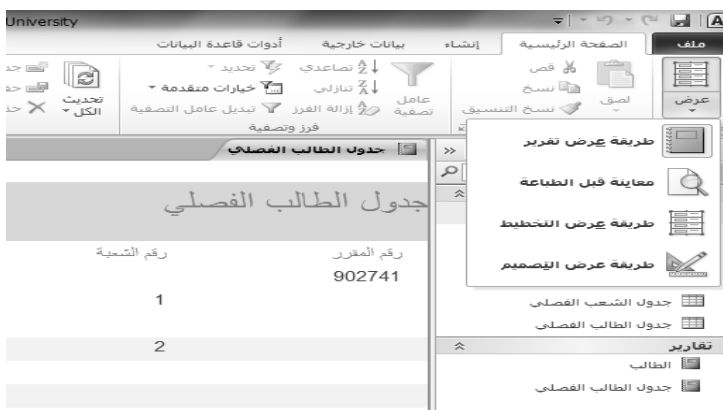 University
ملف الصفحة الرئيسية إنشاء بيانات خارجية أدوات قاعدة البيانات
عرض
لصق
قص
نسخ
نسخ التنسيق
عامل تصفية
تصاعدي
تنازلي
إزالة الفرز
تحديد
خيارات متقدمة
تبديل عامل التصفية
فرز وتصفية
تحديث الكل
طريقة عرض تقرير
معاينة قبل الطباعة
طريقة عرض التخطيط
طريقة عرض التصميم
جدول الشعب الفصلي
جدول الطالب الفصلي
تقارير
الطالب
جدول الطالب الفصلي
جدول الطالب الفصلي
جدول الطالب الفصلي
رقم المقرر رقم الشعبة
902741
1
2